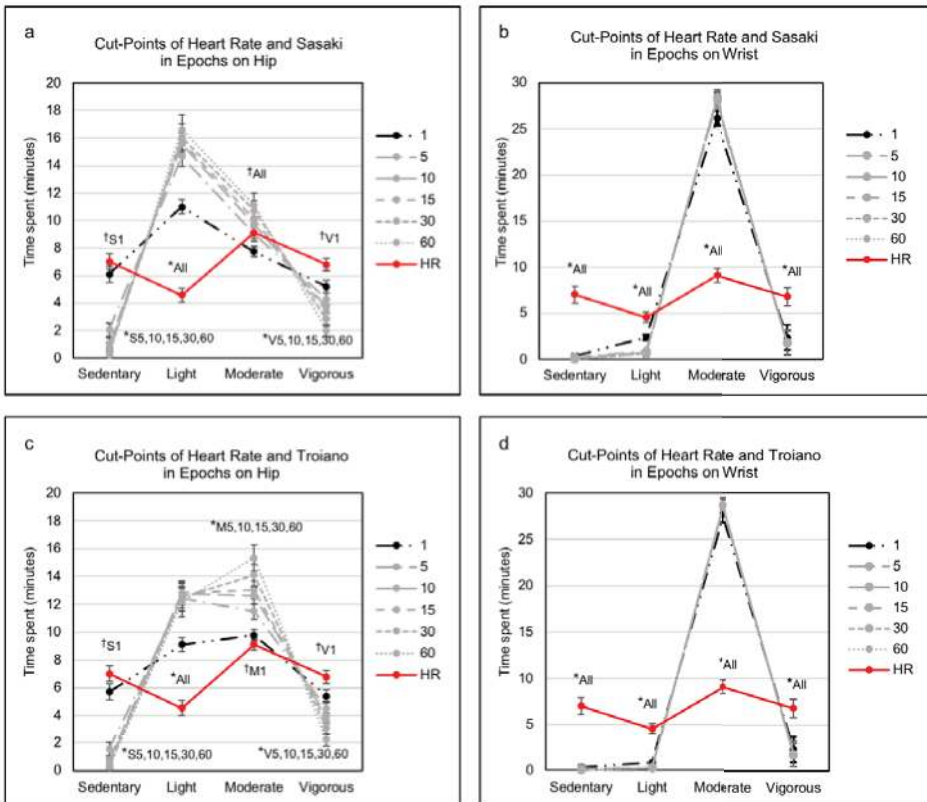 a
Cut-Points of Heart Rate and Sasaki
in Epochs on Hip
Time spent (minutes)
20
18
16
14
12
10
8
6
4
2
0
†S1
*All
†All
†V1
*S5,10,15,30,60
*V5,10,15,30,60
Sedentary Light Moderate Vigorous
1
5
10
15
30
60
HR
b
Cut-Points of Heart Rate and Sasaki
in Epochs on Wrist
Time spent (minutes)
30
25
20
15
10
5
0
*All
*All
*All
*All
Sedentary Light Moderate Vigorous
1
5
10
15
30
60
HR
c
Cut-Points of Heart Rate and Troiano
in Epochs on Hip
Time spent (minutes)
20
18
16
14
12
10
8
6
4
2
0
*M5,10,15,30,60
†S1
*All
†M1
†V1
*S5,10,15,30,60
*V5,10,15,30,60
Sedentary Light Moderate Vigorous
1
5
10
15
30
60
HR
d
Cut-Points of Heart Rate and Troiano
in Epochs on Wrist
Time spent (minutes)
30
25
20
15
10
5
0
*All
*All
*All
*All
Sedentary Light Moderate Vigorous
1
5
10
15
30
60
HR